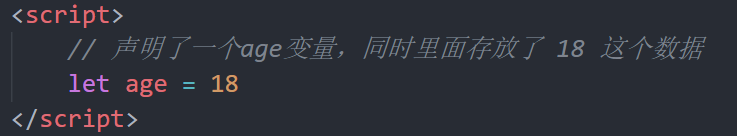 <script>
// 声明了一个age变量，同时里面存放了 18 这个数据
let age = 18
</script>